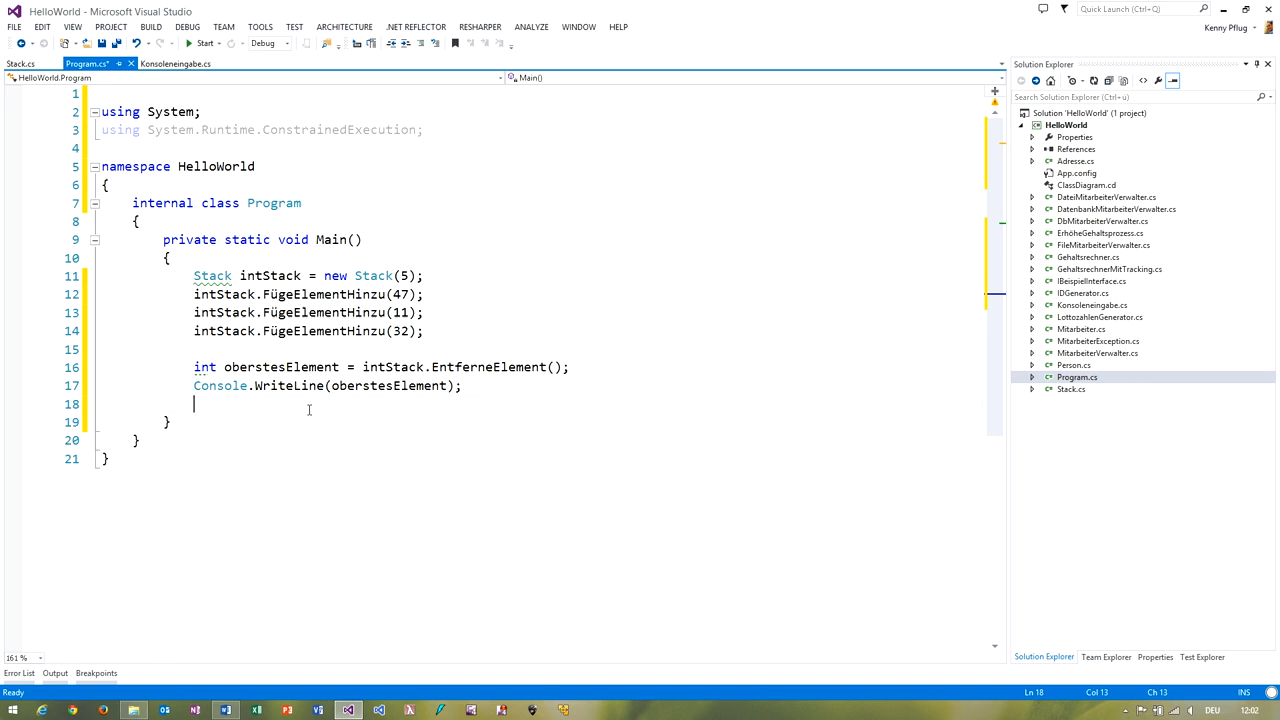 HelloWorld - Microsoft Visual Studio
Quick Launch (Ctrl+Q)
FILE EDIT VIEW PROJECT BUILD DEBUG TEAM TOOLS TEST ARCHITECTURE .NET REFLECTOR RESHARPER ANALYZE WINDOW HELP
Kenny Pflug
Start Debug
Stack.cs Program.cs* Konsoleneingabe.cs
HelloWorld.Program Main()
1
2 using System;
3 using System.Runtime.ConstrainedExecution;
4
5 namespace HelloWorld
6 {
7 internal class Program
8 {
9 private static void Main()
10 {
11 Stack intStack = new Stack(5);
12 intStack.FügeElementHinzu(47);
13 intStack.FügeElementHinzu(11);
14 intStack.FügeElementHinzu(32);
15
16 int oberstesElement = intStack.EntferneElement();
17 Console.WriteLine(oberstesElement);
18
19 }
20 }
21 }
161 %
Solution Explorer
Search Solution Explorer (Ctrl+ü)
Solution 'HelloWorld' (1 project)
HelloWorld
Properties
References
Adresse.cs
App.config
ClassDiagram.cd
DateiMitarbeiterVerwalter.cs
DatenbankMitarbeiterVerwalter.cs
DbMitarbeiterVerwalter.cs
ErhöheGehaltsprozess.cs
FileMitarbeiterVerwalter.cs
Gehaltsrechner.cs
GehaltsrechnerMitTracking.cs
IBeispielInterface.cs
IDGenerator.cs
Konsoleneingabe.cs
LottozahlenGenerator.cs
Mitarbeiter.cs
MitarbeiterException.cs
MitarbeiterVerwalter.cs
Person.cs
Program.cs
Stack.cs
Solution Explorer Team Explorer Properties Test Explorer
Error List Output Breakpoints
Ready Ln 18 Col 13 Ch 13 INS
DEU 12:02